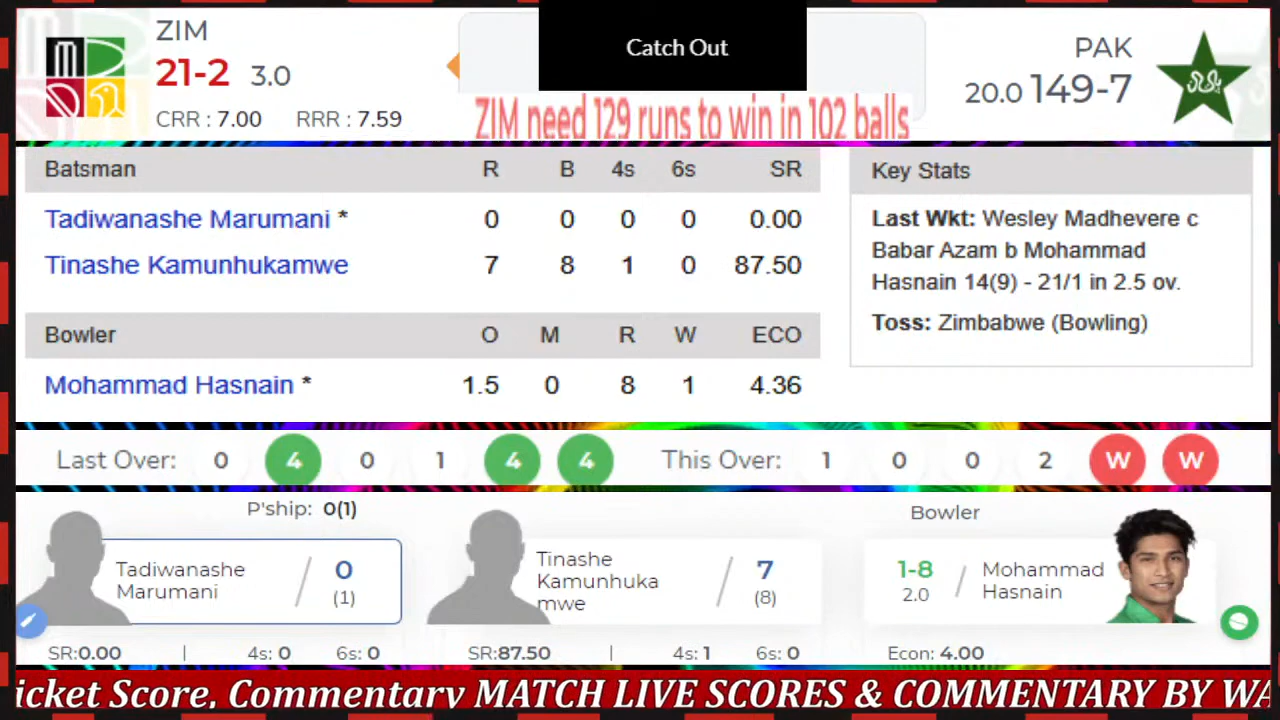 ZIM
21-2 3.0
CRR : 7.00 RRR : 7.59
Catch Out
ZIM need 129 runs to win in 102 balls
PAK
20.0 149-7
Batsman R B 4s 6s SR
Tadiwanashe Marumani * 0 0 0 0 0.00
Tinashe Kamunhukamwe 7 8 1 0 87.50
Bowler O M R W ECO
Mohammad Hasnain * 1.5 0 8 1 4.36
Key Stats
Last Wkt: Wesley Madhevere c
Babar Azam b Mohammad
Hasnain 14(9) - 21/1 in 2.5 ov.
Toss: Zimbabwe (Bowling)
Last Over: 0 4 0 1 4 4 This Over: 1 0 0 2 W W
P'ship: 0(1)
Tadiwanashe
Marumani
0
(1)
SR:0.00 | 4s: 0 6s: 0
Tinashe
Kamunhuka
mwe
7
(8)
SR:87.50 | 4s: 1 6s: 0
Bowler
1-8
2.0
Mohammad
Hasnain
Econ: 4.00
icket Score, Commentary MATCH LIVE SCORES & COMMENTARY BY WA